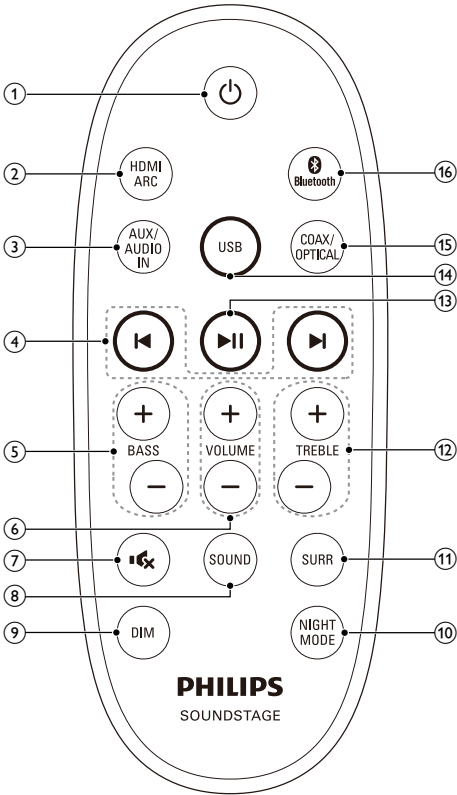 1
2
HDMI
ARC
16
Bluetooth
3
AUX/
AUDIO
IN
USB
COAX/
OPTICAL
15
14
13
4
5
BASS
VOLUME
TREBLE
12
6
7
SOUND
SURR
11
8
9
DIM
NIGHT
MODE
10
PHILIPS
SOUNDSTAGE